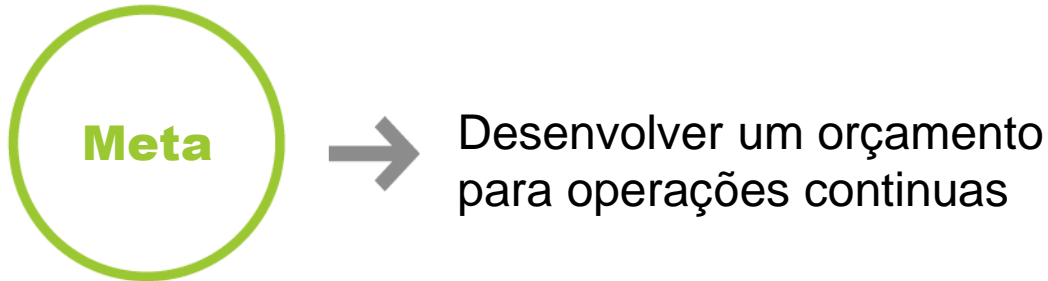 Meta
Desenvolver um orçamento
para operações continuas